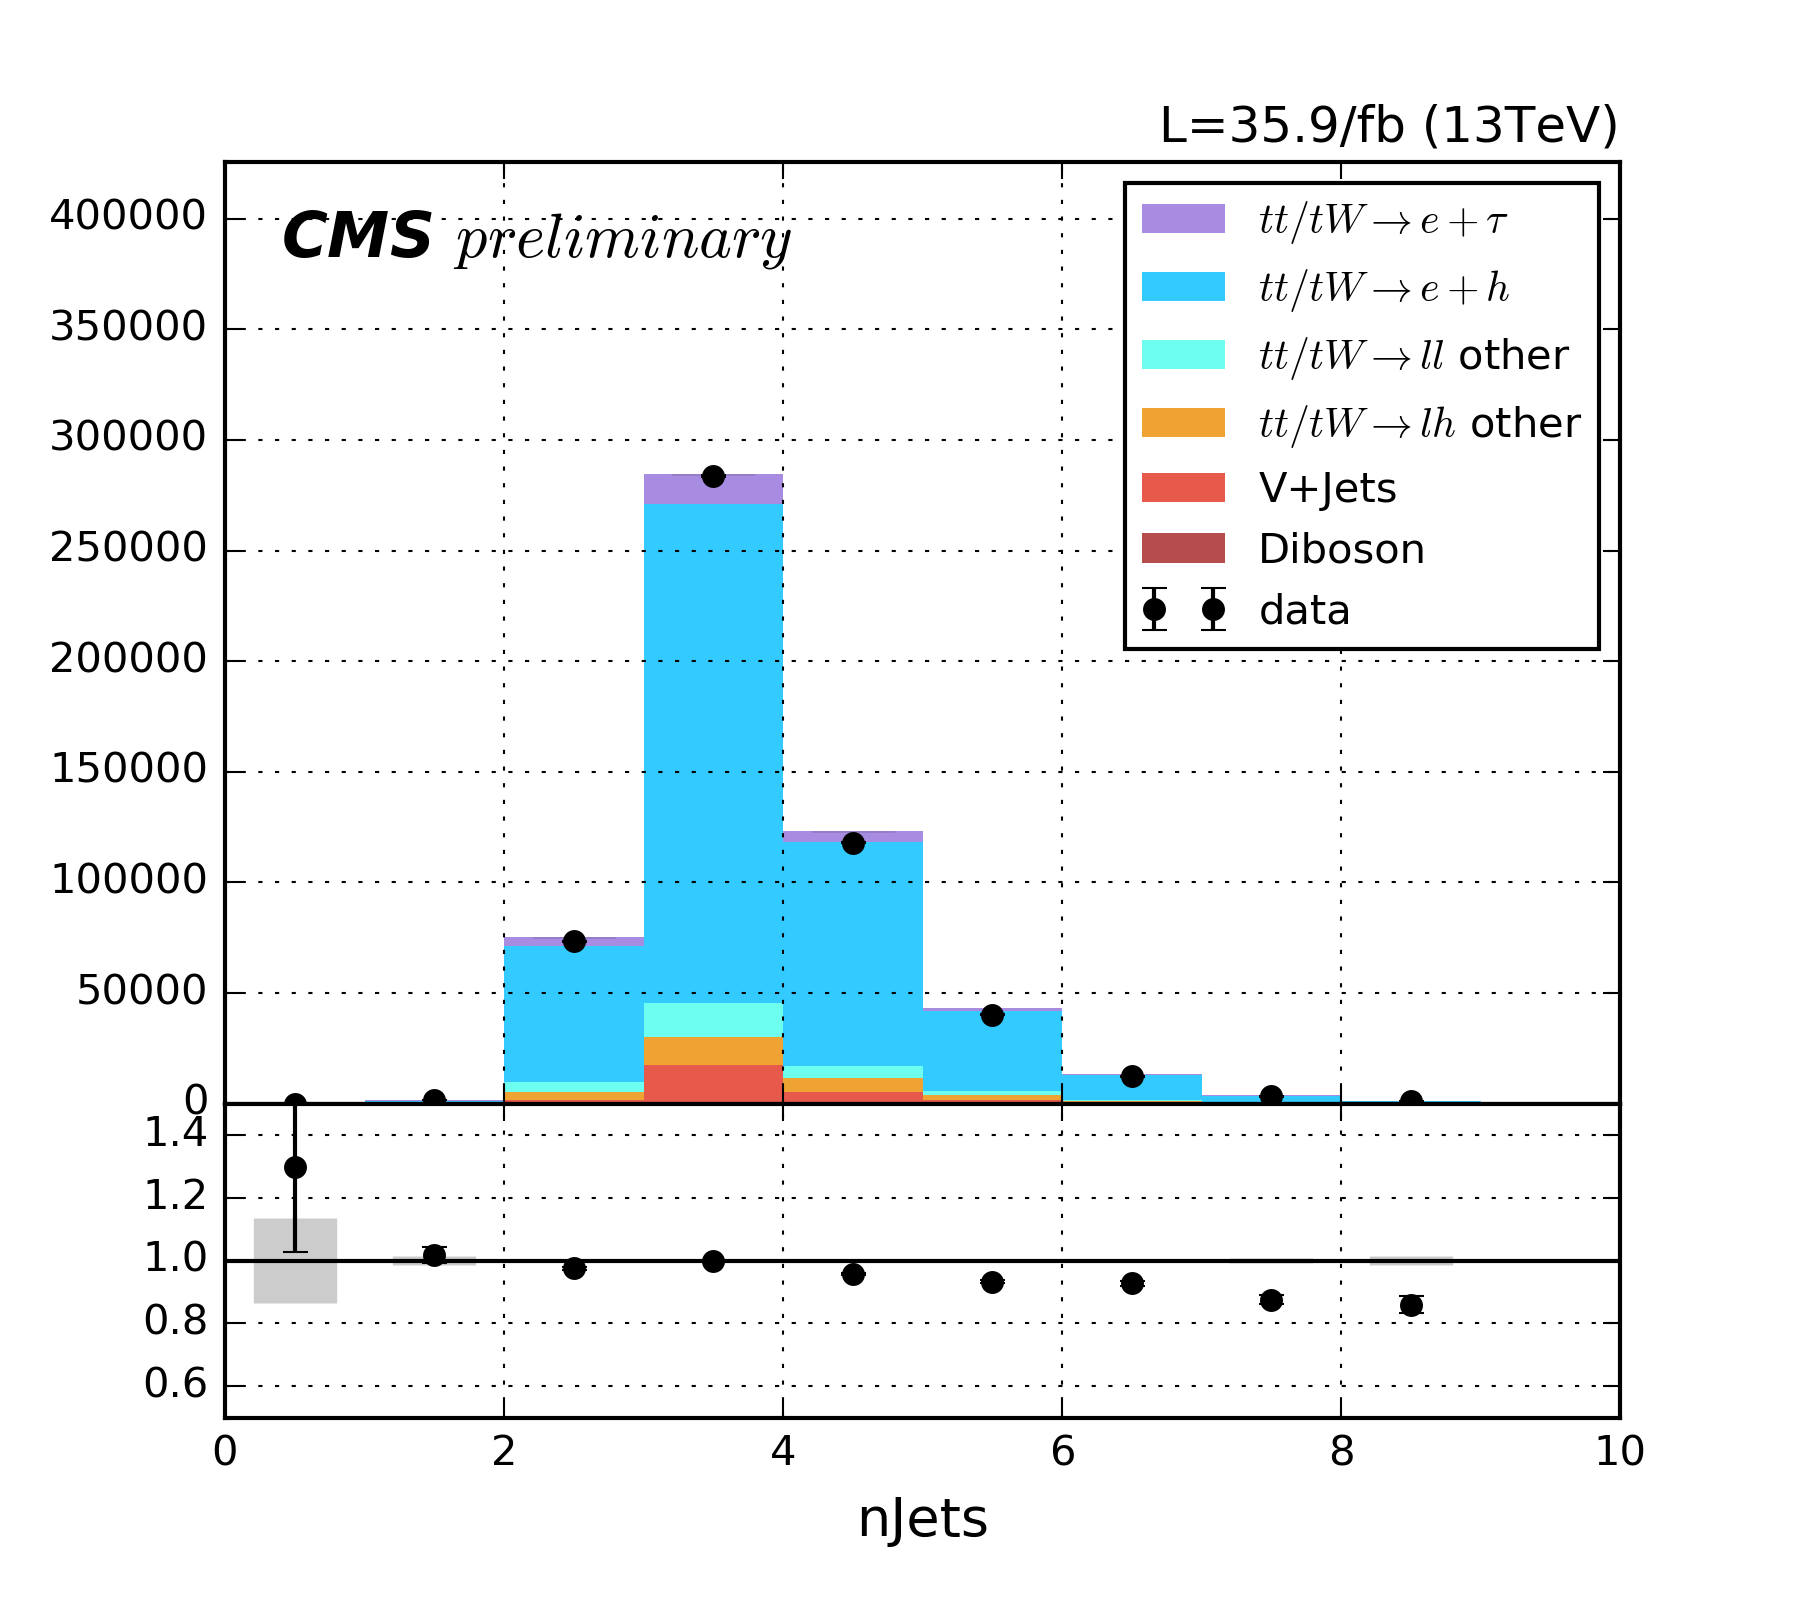 L=35.9/fb (13TeV)
CMS preliminary
tt/tW→e+τ
tt/tW→e+h
tt/tW→ll other
tt/tW→lh other
V+Jets
Diboson
data
400000
350000
300000
250000
200000
150000
100000
50000
0
1.4
1.2
1.0
0.8
0.6
0 2 4 6 8 10
nJets